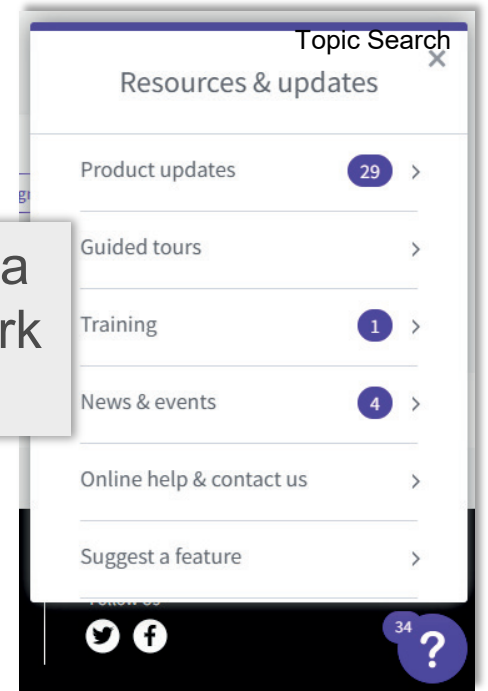 Topic Search
×
Resources & updates
Product updates 29 >
Guided tours >
a
rk
Training 1 >
News & events 4 >
Online help & contact us >
Suggest a feature >
34 ?